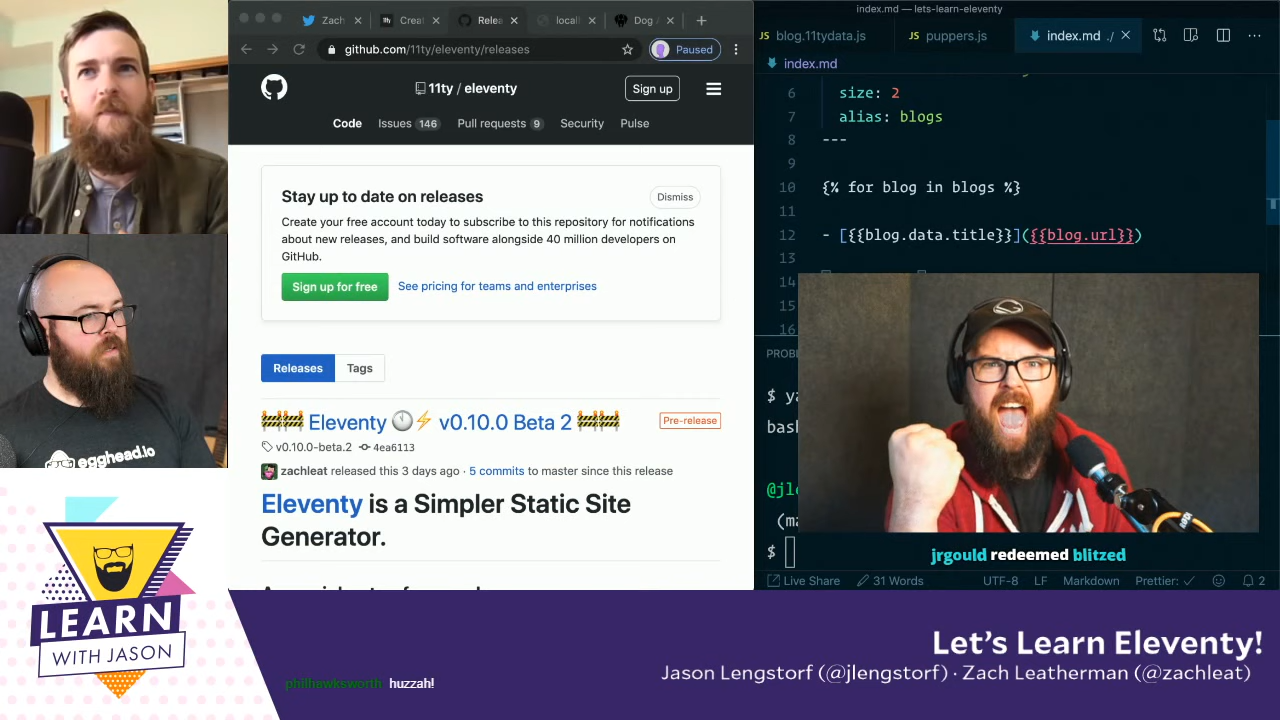 Zach
Creat
Relea
locall
Dog A
github.com/11ty/eleventy/releases
Paused
11ty / eleventy
Sign up
Code
Issues 146
Pull requests 9
Security
Pulse
Stay up to date on releases
Dismiss
Create your free account today to subscribe to this repository for notifications
about new releases, and build software alongside 40 million developers on
GitHub.
Sign up for free
See pricing for teams and enterprises
Releases
Tags
Eleventy v0.10.0 Beta 2
Pre-release
v0.10.0-beta.2
4ea6113
zachleat released this 3 days ago · 5 commits to master since this release
Eleventy is a Simpler Static Site
Generator.
index.md — lets-learn-eleventy
JS blog.11tydata.js
JS puppers.js
index.md ./
index.md
6 size: 2
7 alias: blogs
8 ---
9
10 {% for blog in blogs %}
11
12 - [{{blog.data.title}}]({{blog.url}})
13
14
15
16
PROB
$ ya
bash
@jl
(ma
$
jrgould redeemed blitzed
Live Share
31 Words
UTF-8
LF
Markdown
Prettier: ✓
2
egghead.io
LEARN
WITH JASON
philhawksworth huzzah!
Let's Learn Eleventy!
Jason Lengstorf (@jlengstorf) · Zach Leatherman (@zachleat)